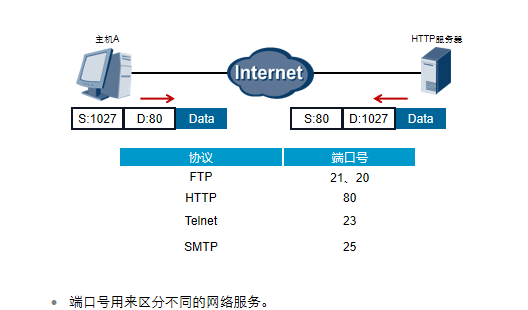 主机A
HTTP服务器
Internet
S:1027 D:80 Data
S:80 D:1027 Data
协议 端口号
FTP 21、20
HTTP 80
Telnet 23
SMTP 25
端口号用来区分不同的网络服务。